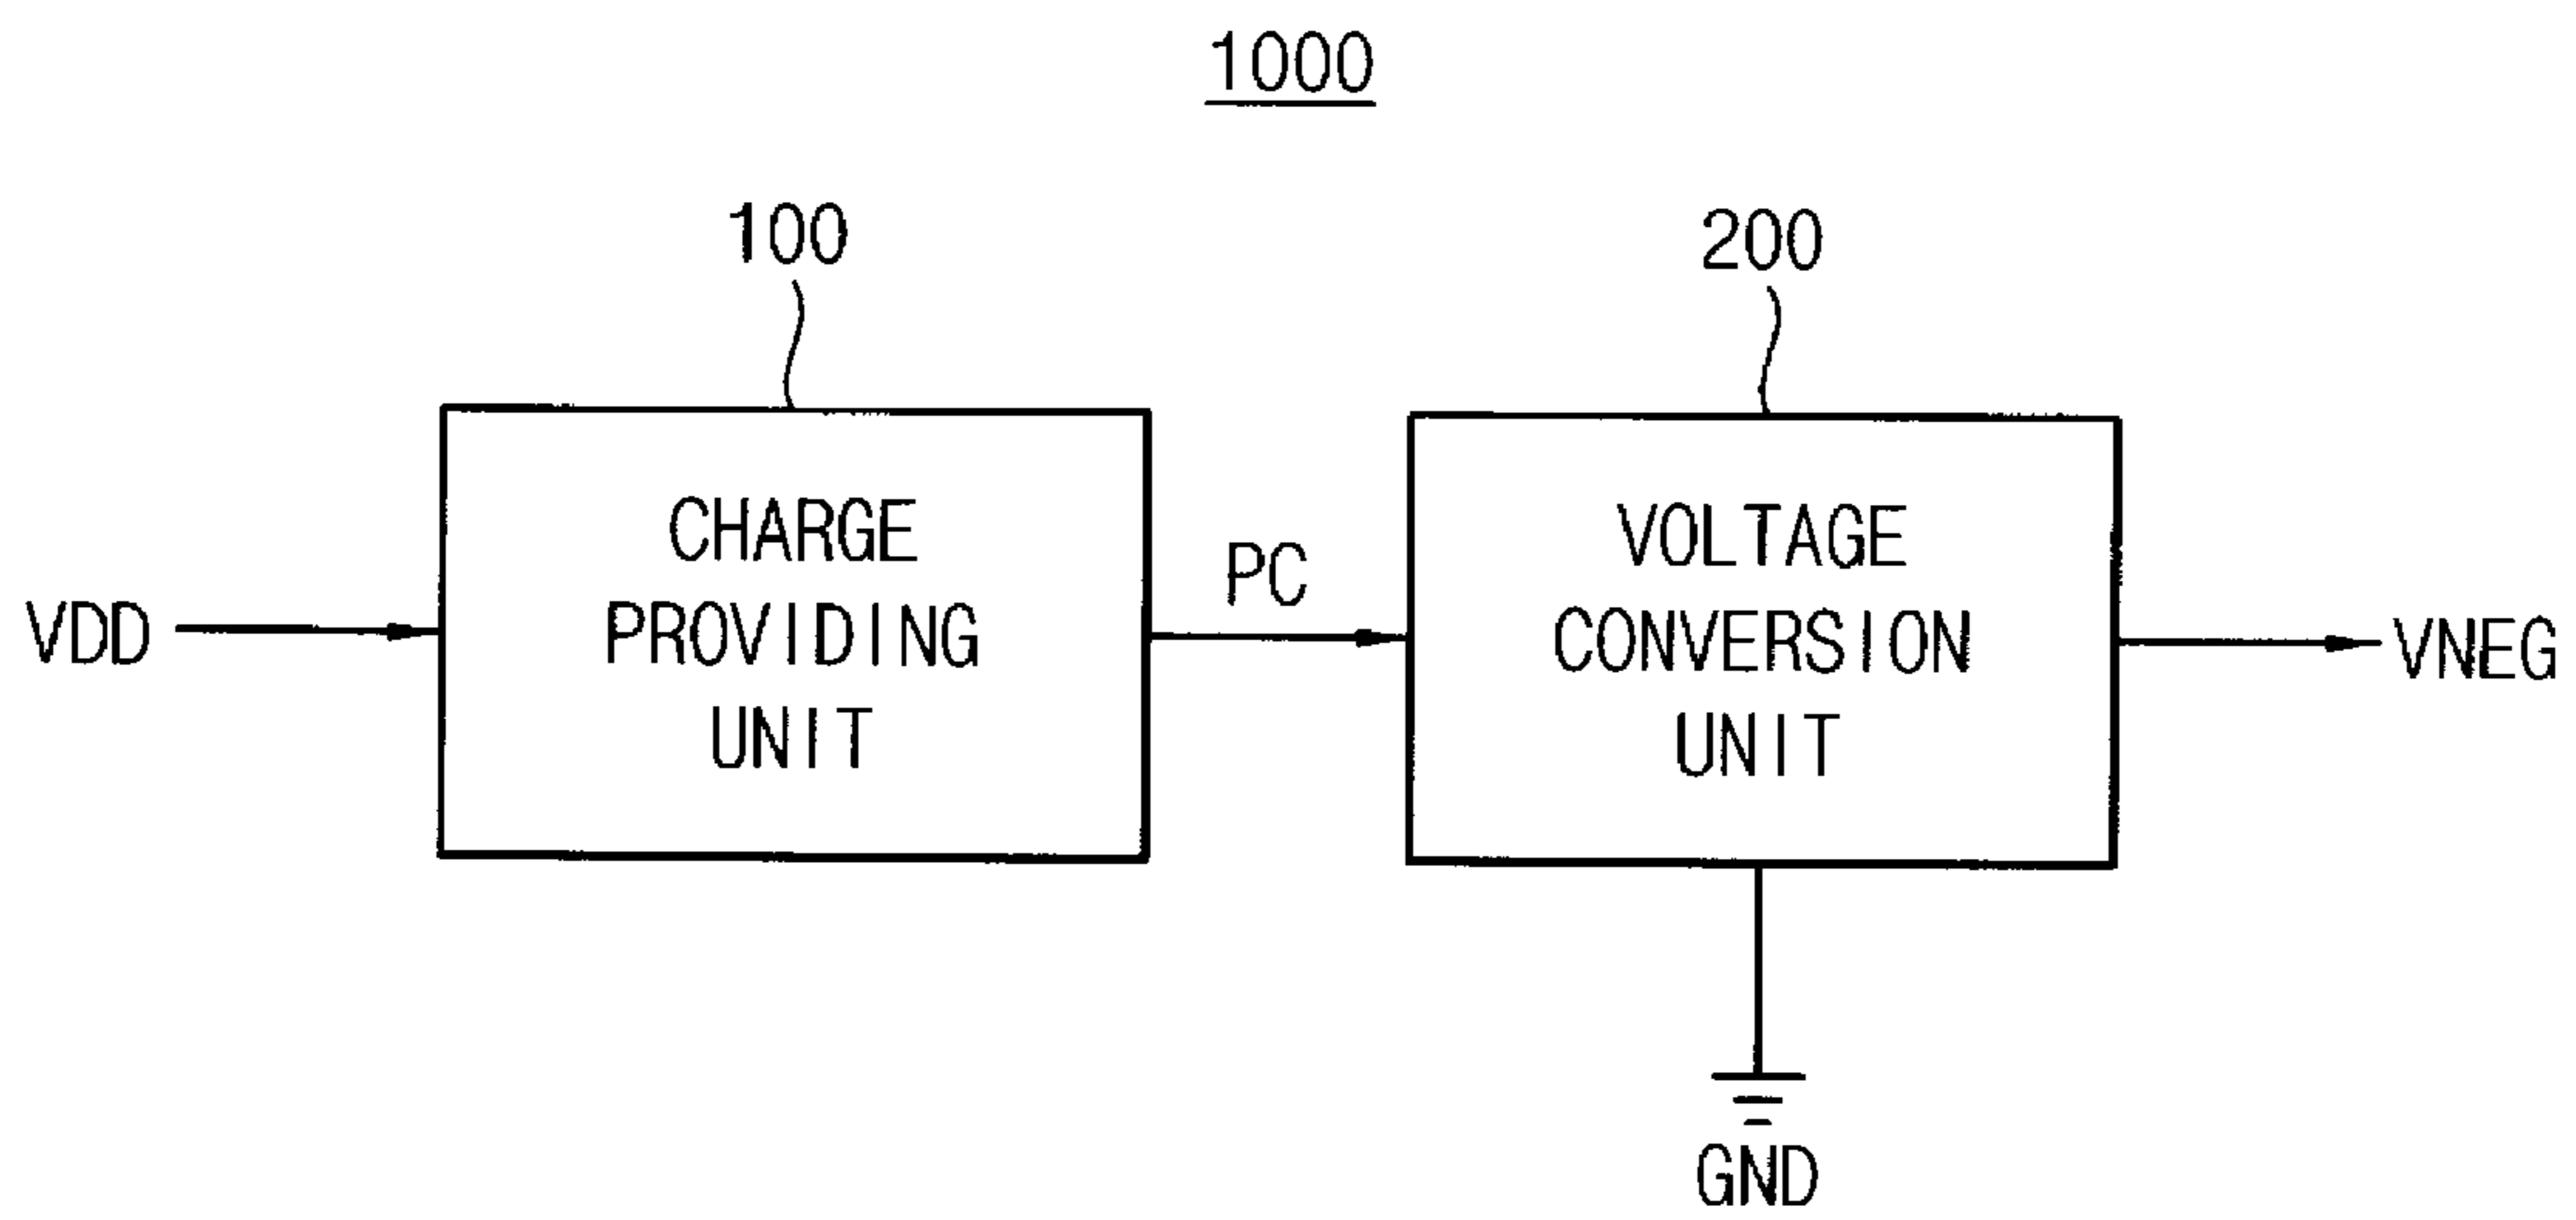 1000
100
200
CHARGE
PROVIDING
UNIT
VOLTAGE
CONVERSION
UNIT
VDD
PC
VNEG
GND